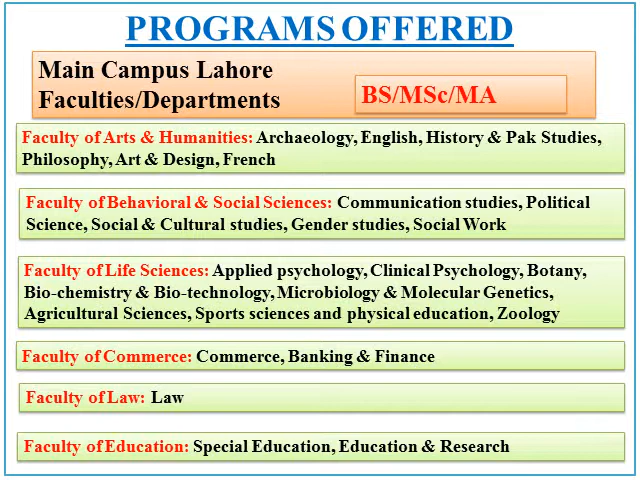 PROGRAMS OFFERED
Main Campus Lahore
Faculties/Departments
BS/MSc/MA
Faculty of Arts & Humanities: Archaeology, English, History & Pak Studies,
Philosophy, Art & Design, French
Faculty of Behavioral & Social Sciences: Communication studies, Political
Science, Social & Cultural studies, Gender studies, Social Work
Faculty of Life Sciences: Applied psychology, Clinical Psychology, Botany,
Bio-chemistry & Bio-technology, Microbiology & Molecular Genetics,
Agricultural Sciences, Sports sciences and physical education, Zoology
Faculty of Commerce: Commerce, Banking & Finance
Faculty of Law: Law
Faculty of Education: Special Education, Education & Research